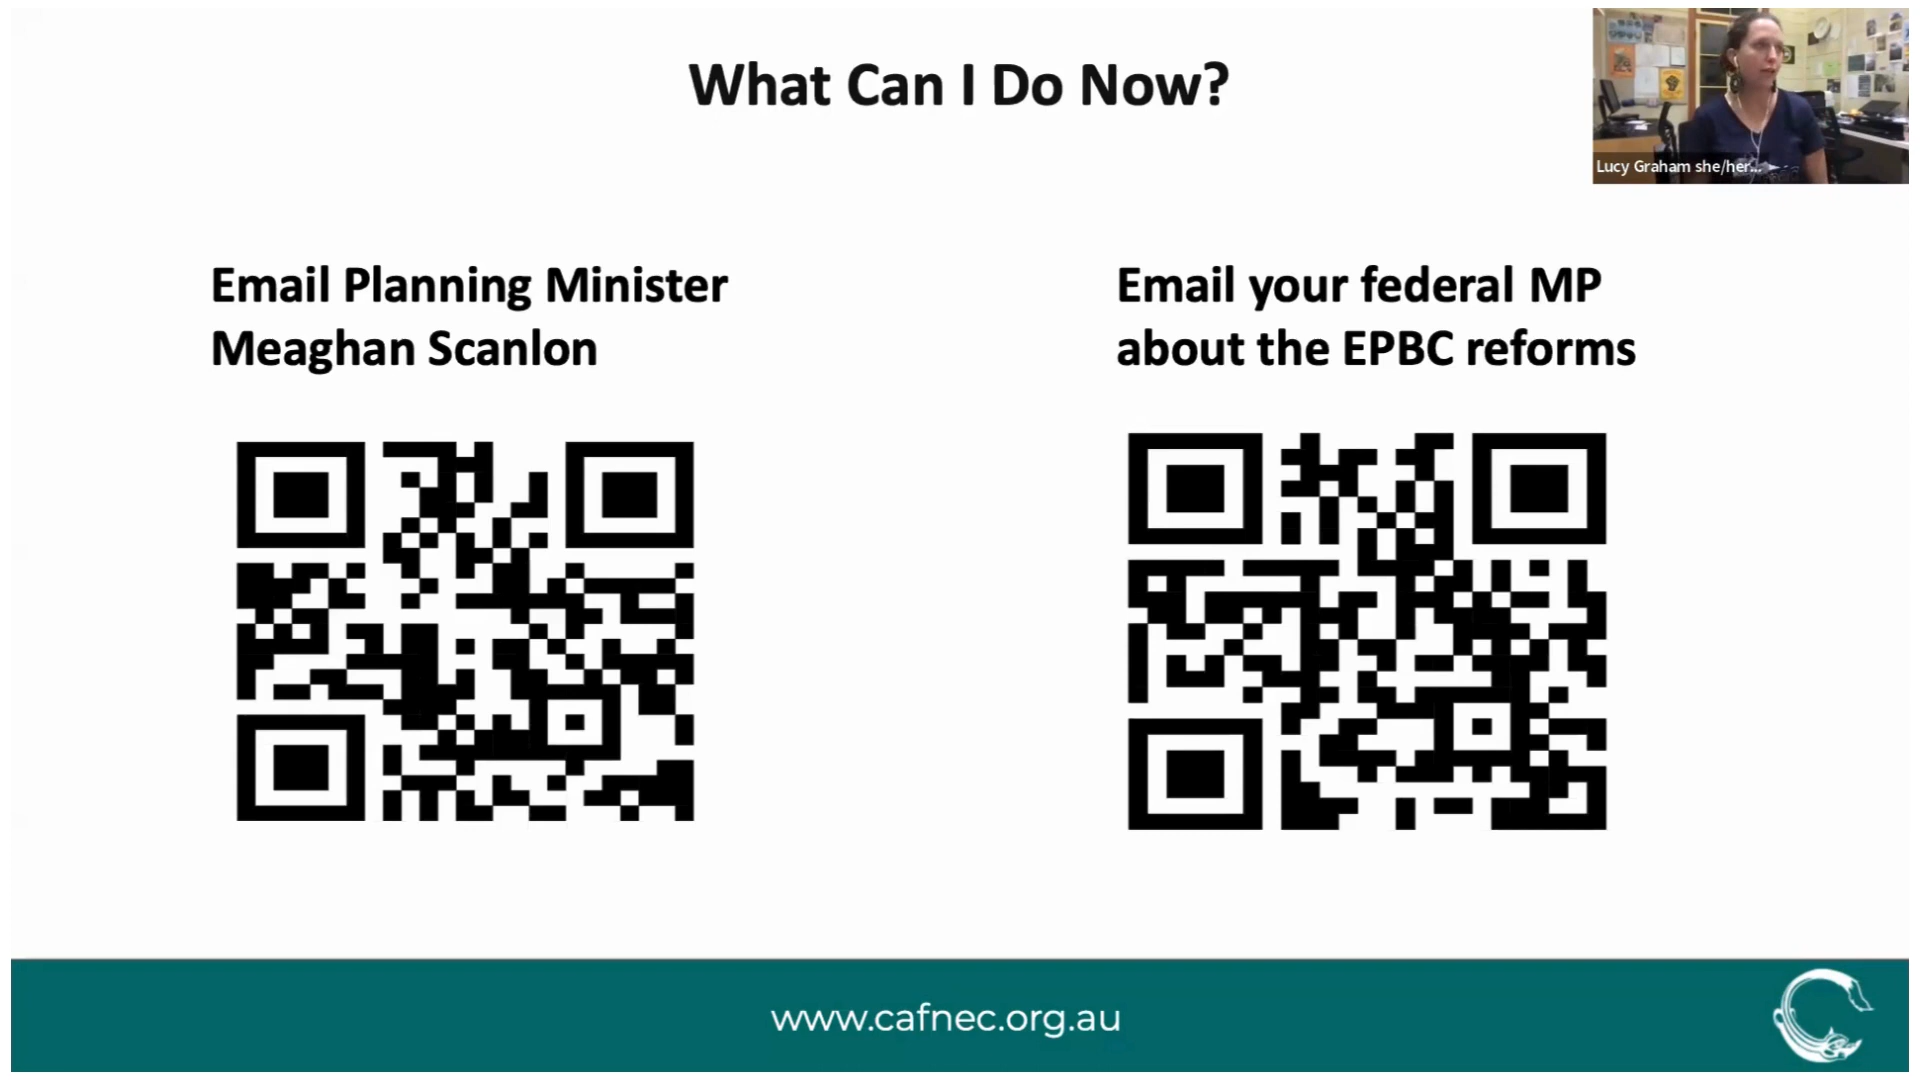 What Can I Do Now?
Lucy Graham she/her...
Email Planning Minister
Meaghan Scanlon
Email your federal MP
about the EPBC reforms
www.cafnec.org.au